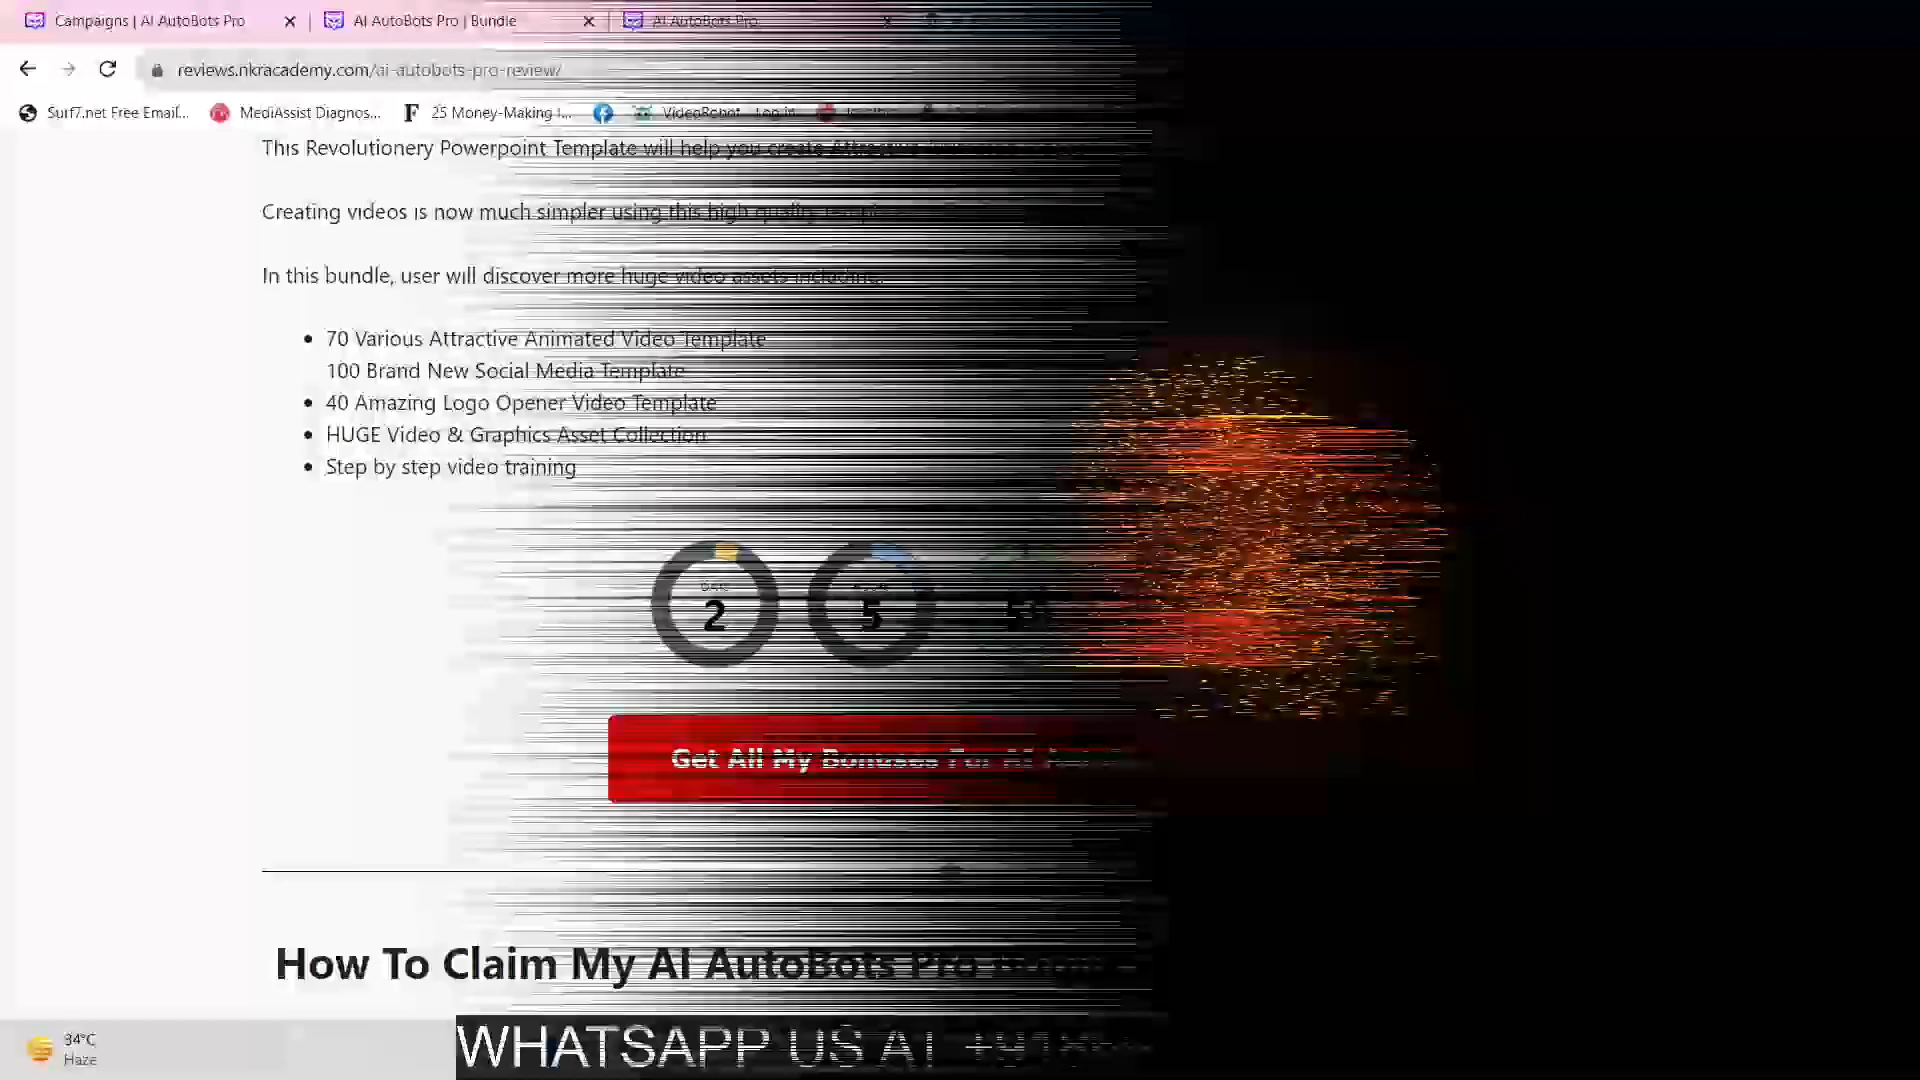 Campaigns | AI AutoBots Pro
AI AutoBots Pro | Bundle
AI AutoBots Pro
reviews.nkracademy.com/ai-autobots-pro-review/
Surf7.net Free Email...
MediAssist Diagnos...
25 Money-Making I...
VideoRobot - Log in
This Revolutionery Powerpoint Template will help you create Attractive
Creating videos is now much simpler using this high quality
In this bundle, user will discover more huge video assets including:
70 Various Attractive Animated Video Template
100 Brand New Social Media Template
40 Amazing Logo Opener Video Template
HUGE Video & Graphics Asset Collection
Step by step video training
DAYS
2
5
Get All My Bonuses For AI
How To Claim My AI AutoBots Pro
34°C
Haze
WHATSAPP US AT